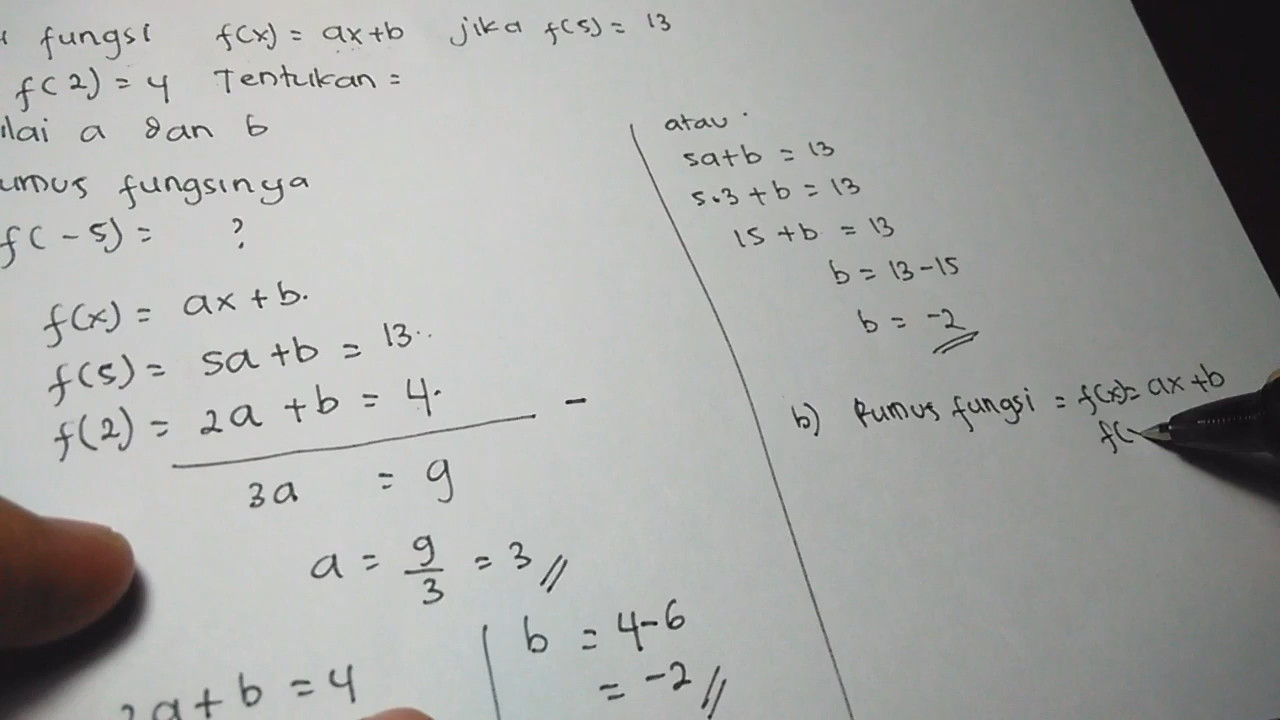 fungsi f(x) = ax+b jika f(5) = 13
f(2) = 4 Tentukan =
ilai a dan b
umus fungsinya
f(-5) = ?
f(x) = ax + b.
f(5) = 5a + b = 13..
f(2) = 2a + b = 4.
-
3a = 9
a = 9/3 = 3 //
2a + b = 4
b = 4-6
= -2 //
atau .
5a+b = 13
5.3 + b = 13
15 + b = 13
b = 13-15
b = -2
b) Rumus fungsi = f(x)= ax+b
f(